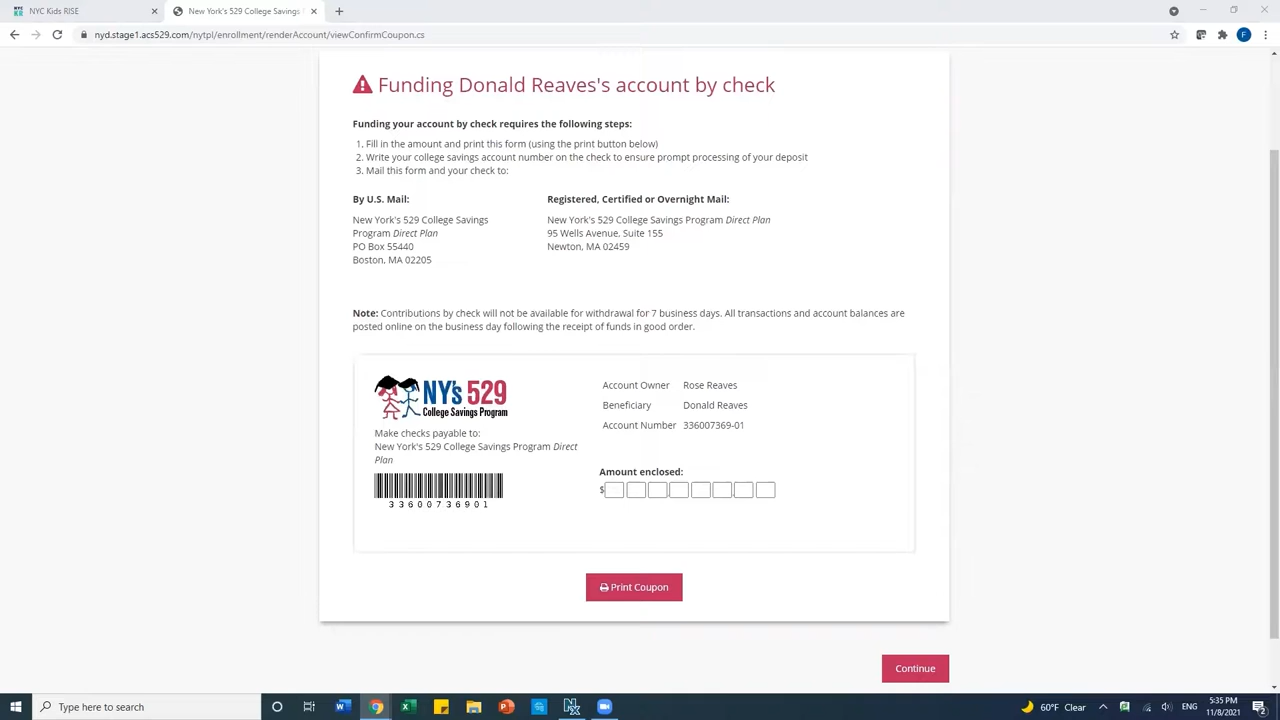 NYC Kids RISE
New York's 529 College Savings
nyd.stage1.acs529.com/nytpl/enrollment/renderAccount/viewConfirmCoupon.cs
F
Funding Donald Reaves's account by check
Funding your account by check requires the following steps:
1. Fill in the amount and print this form (using the print button below)
2. Write your college savings account number on the check to ensure prompt processing of your deposit
3. Mail this form and your check to:
By U.S. Mail:
New York's 529 College Savings
Program Direct Plan
PO Box 55440
Boston, MA 02205
Registered, Certified or Overnight Mail:
New York's 529 College Savings Program Direct Plan
95 Wells Avenue, Suite 155
Newton, MA 02459
Note: Contributions by check will not be available for withdrawal for 7 business days. All transactions and account balances are
posted online on the business day following the receipt of funds in good order.
NY's 529
College Savings Program
Make checks payable to:
New York's 529 College Savings Program Direct
Plan
33600736901
Account Owner Rose Reaves
Beneficiary Donald Reaves
Account Number 336007369-01
Amount enclosed:
$
Print Coupon
Continue
Type here to search
60°F Clear
5:35 PM
11/8/2021